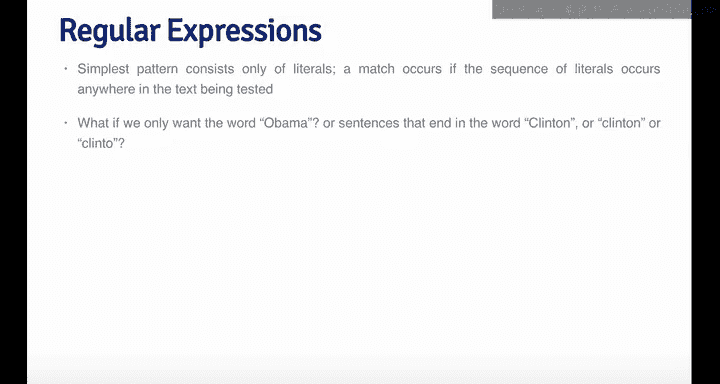 Regular Expressions
· Simplest pattern consists only of literals; a match occurs if the sequence of literals occurs
anywhere in the text being tested
· What if we only want the word “Obama”? or sentences that end in the word “Clinton”, or “clinton” or
“clinto”?